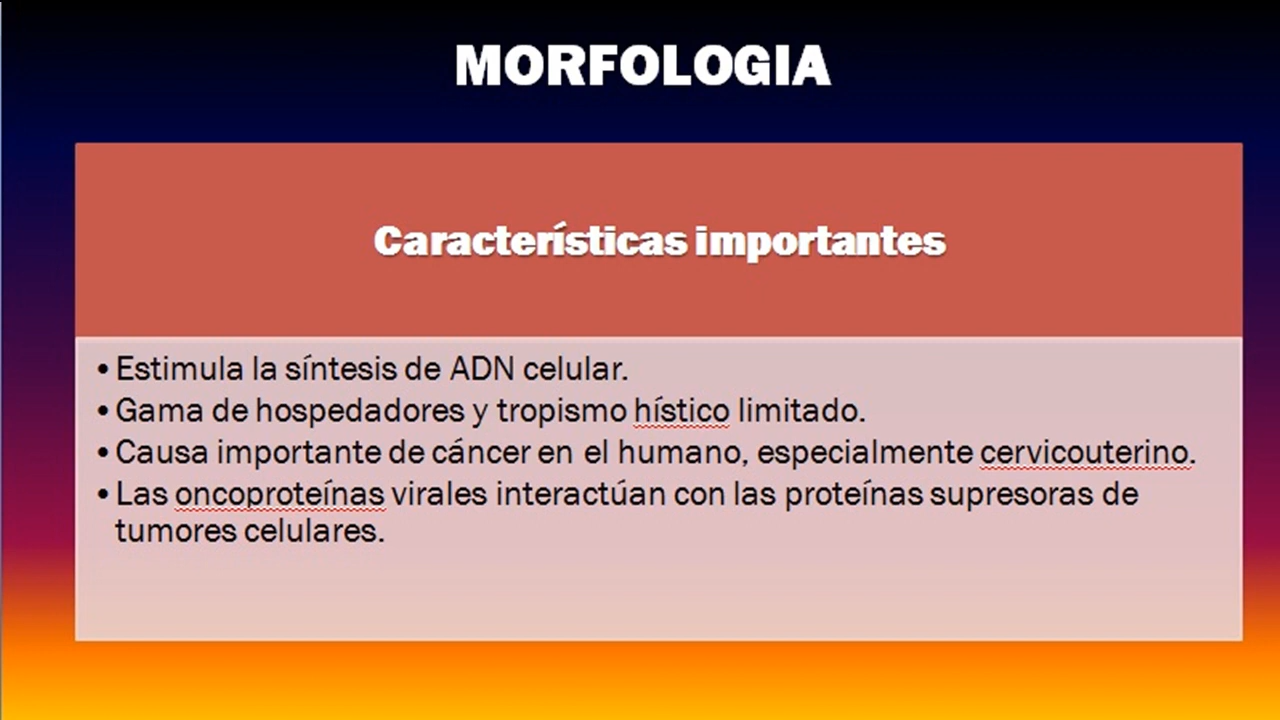 MORFOLOGIA
Características importantes
• Estimula la síntesis de ADN celular.
• Gama de hospedadores y tropismo hístico limitado.
• Causa importante de cáncer en el humano, especialmente cervicouterino.
• Las oncoproteínas virales interactúan con las proteínas supresoras de
tumores celulares.